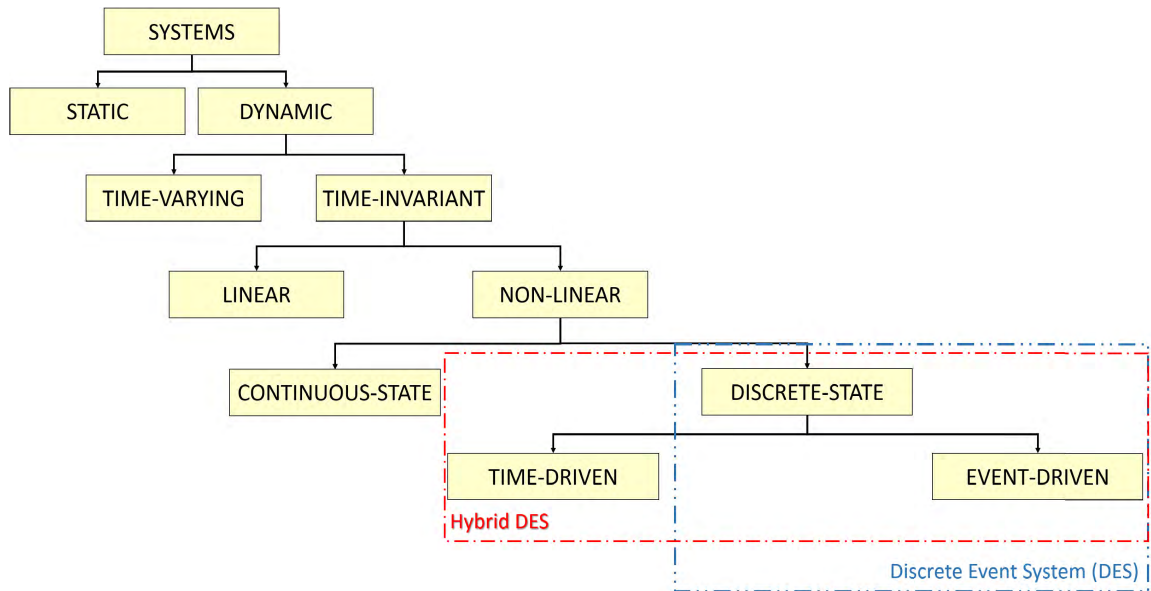 SYSTEMS
STATIC
DYNAMIC
TIME-VARYING
TIME-INVARIANT
LINEAR
NON-LINEAR
CONTINUOUS-STATE
DISCRETE-STATE
TIME-DRIVEN
EVENT-DRIVEN
Hybrid DES
Discrete Event System (DES)